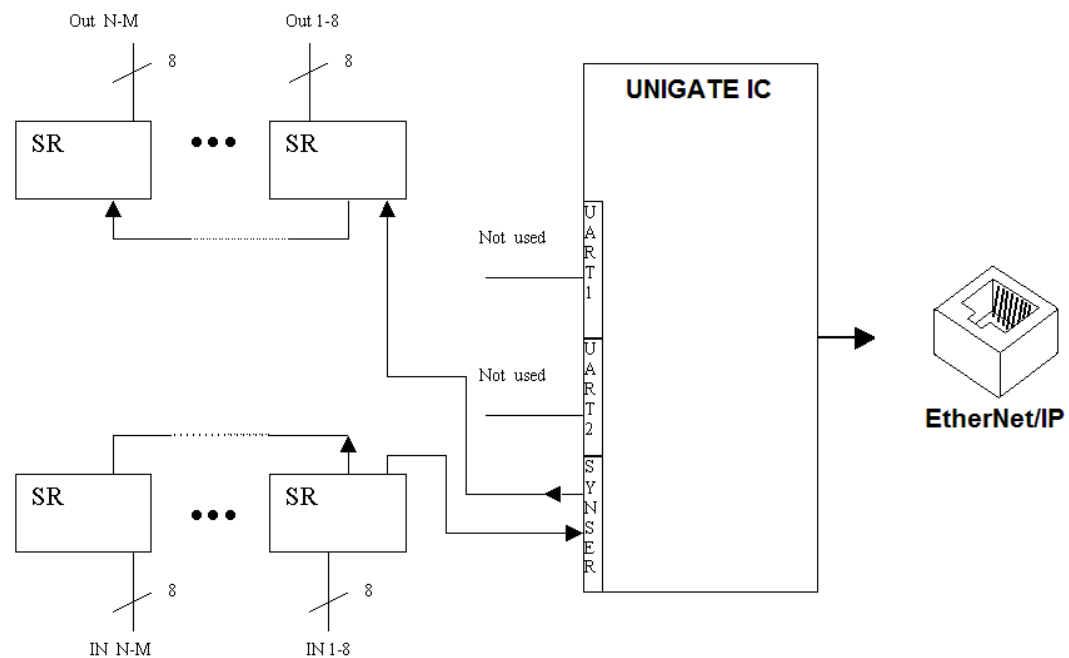 Out N-M
Out 1-8
8
8
UNIGATE IC
SR
SR
UART1
Not used
UART2
Not used
EtherNet/IP
SYNSER
SR
SR
8
8
IN N-M
IN 1-8